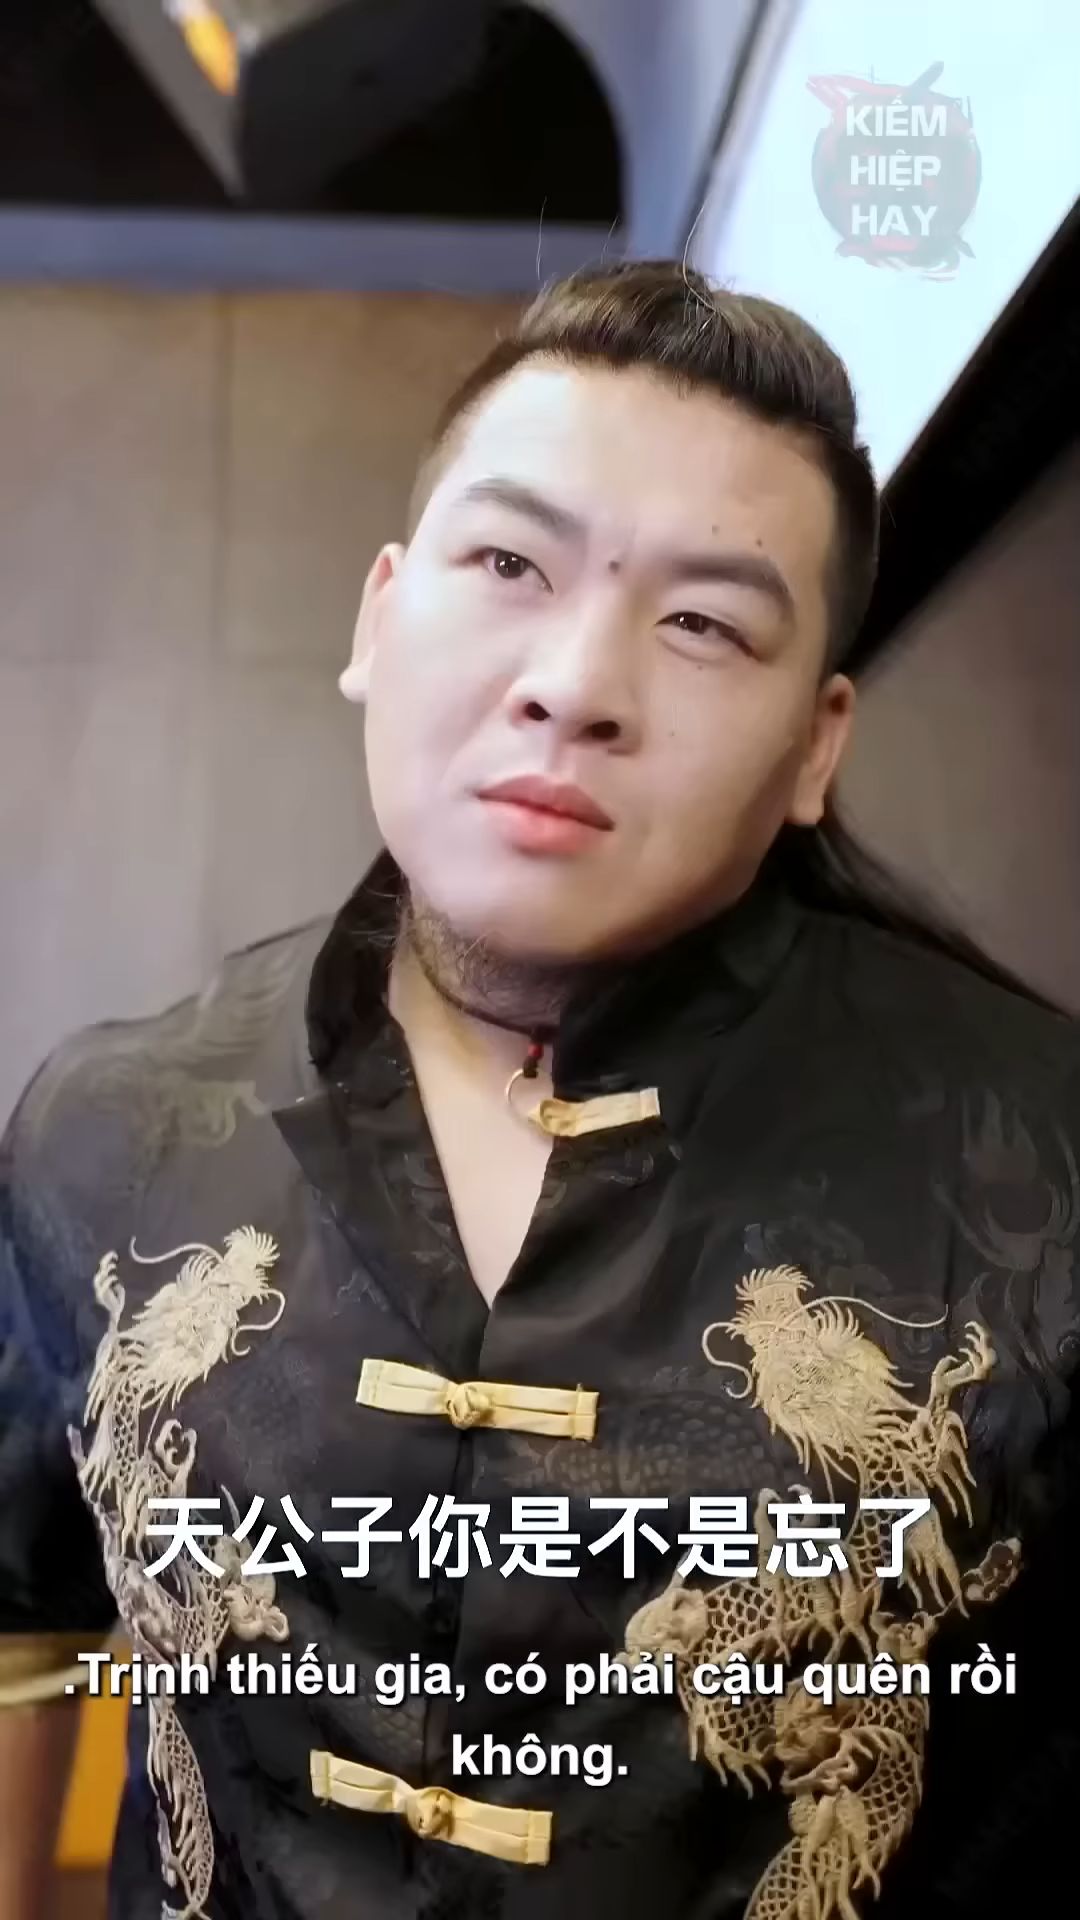 KIẾM
HIỆP
HAY
天公子你是不是忘了
.Trịnh thiếu gia, có phải cậu quên rồi
không.